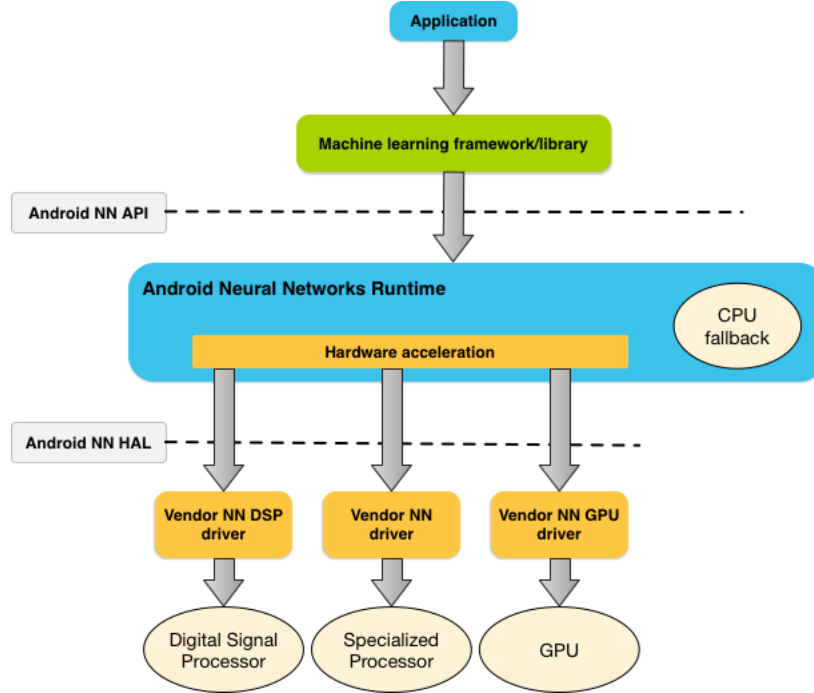 Application
Machine learning framework/library
Android NN API
Android Neural Networks Runtime
CPU
fallback
Hardware acceleration
Android NN HAL
Vendor NN DSP
driver
Vendor NN
driver
Vendor NN GPU
driver
Digital Signal
Processor
Specialized
Processor
GPU